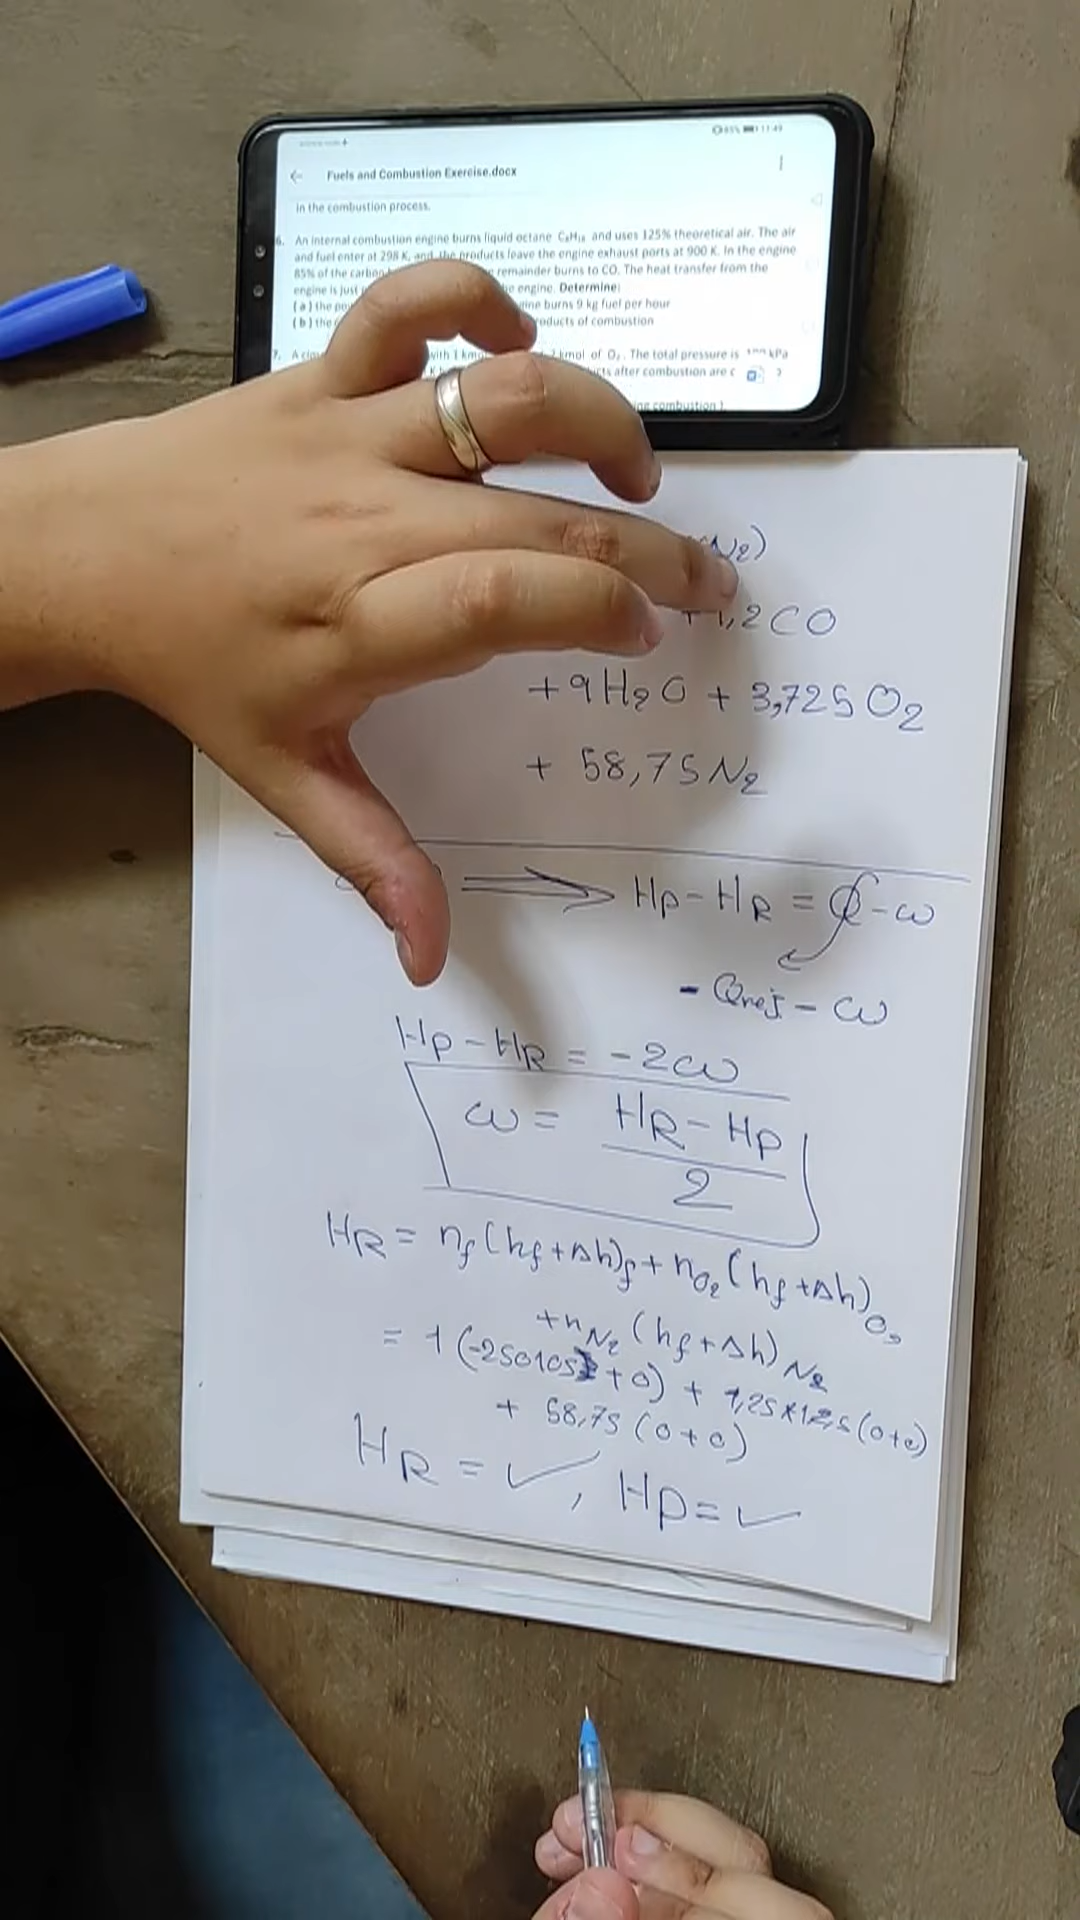 85% 11:49
← Fuels and Combustion Exercise.docx
in the combustion process.
6. An internal combustion engine burns liquid octane C₈H₁₈ and uses 125% theoretical air. The air
and fuel enter at 298 K, and the products leave the engine exhaust ports at 900 K. In the engine
85% of the carbon remainder burns to CO. The heat transfer from the
engine is just he engine. Determine:
(a) the burns 9 kg fuel per hour
(b) the products of combustion
7. with 1 kmol kmol of O₂. The total pressure is kPa
after combustion are
combustion).
N₂)
+1,2CO
+9H₂O + 3,725O₂
+ 58,75N₂
⟹ Hp-HR = Q-ω
- Qrej - ω
Hp-HR = -2ω
ω = HR-Hp
2
HR = nf(hf+Δh)f + nO₂(hf+Δh)O₂
+nN₂(hf+Δh)N₂
= 1(-250105+0) + 1,25*12,5(0+0)
+ 58,75(0+0)
HR = ✓, Hp = ✓